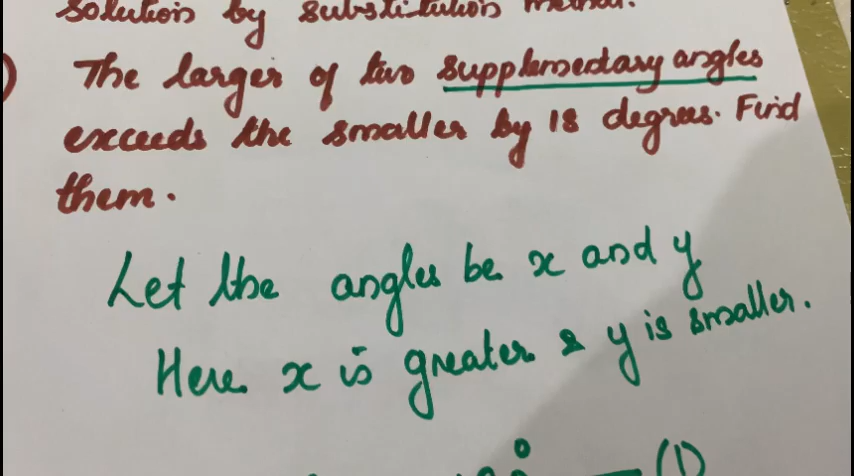 Solution by Substitution method.
) The larger of two supplementary angles
exceeds the smaller by 18 degrees. Find
them.
Let the angles be x and y
Here x is greater & y is smaller.
(1)